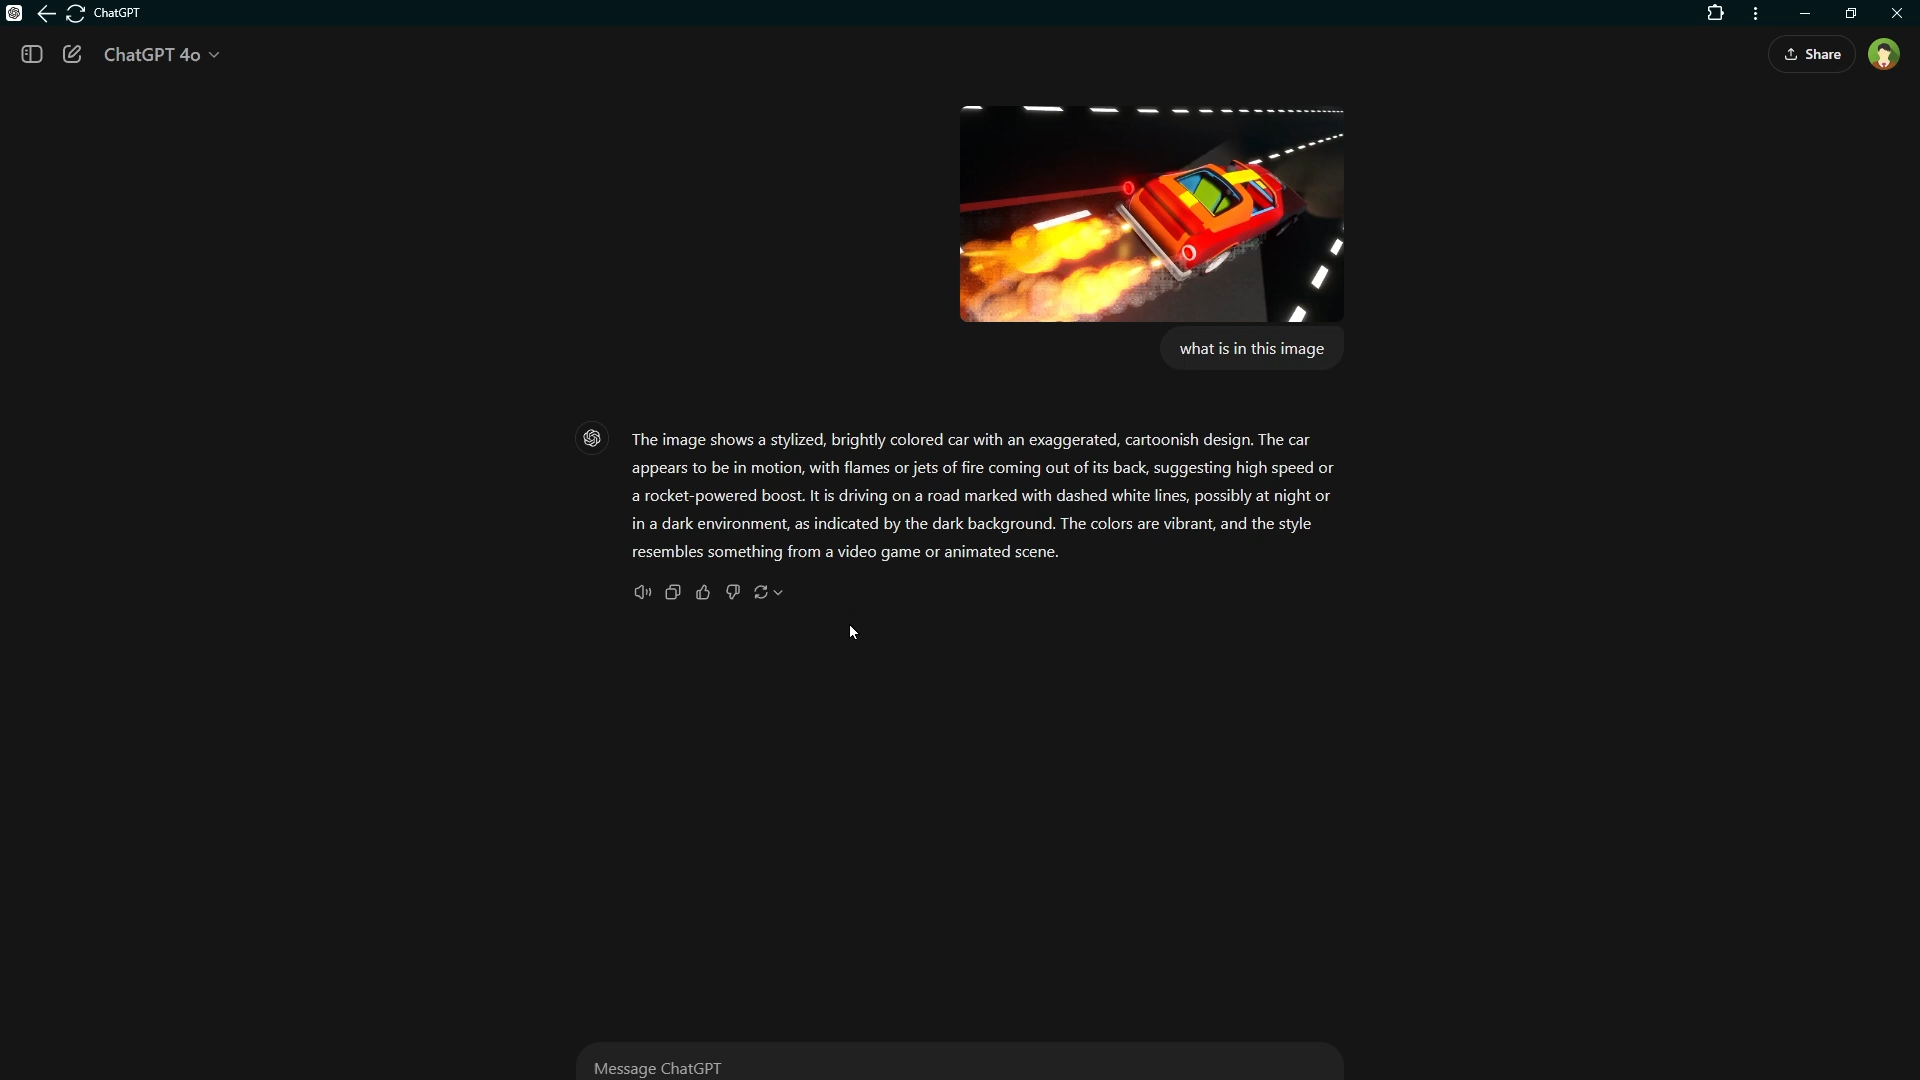 ChatGPT
ChatGPT 4o
Share
what is in this image
The image shows a stylized, brightly colored car with an exaggerated, cartoonish design. The car
appears to be in motion, with flames or jets of fire coming out of its back, suggesting high speed or
a rocket-powered boost. It is driving on a road marked with dashed white lines, possibly at night or
in a dark environment, as indicated by the dark background. The colors are vibrant, and the style
resembles something from a video game or animated scene.
Message ChatGPT